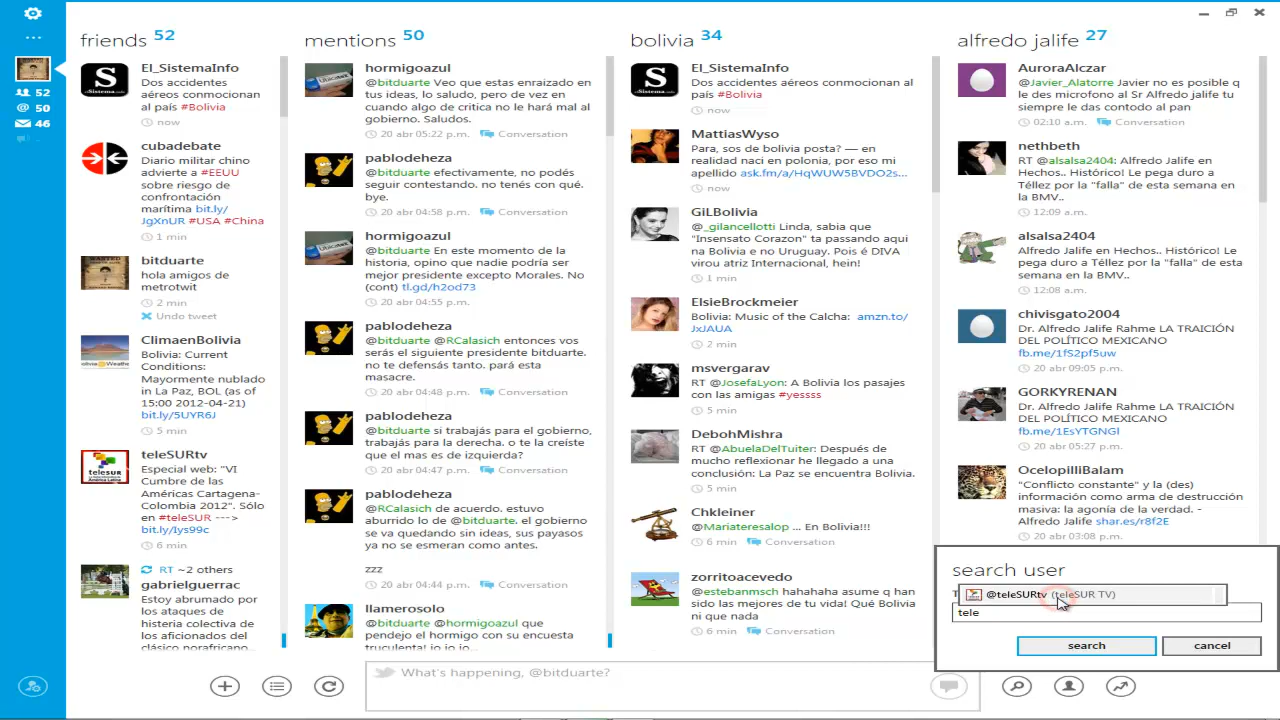 52
@ 50
46
friends 52
El_SistemaInfo
Dos accidentes
aéreos conmocionan
al país #Bolivia
now
cubadebate
Diario militar chino
advierte a #EEUU
sobre riesgo de
confrontación
marítima bit.ly/
JgXnUR #USA #China
1 min
bitduarte
hola amigos de
metrotwit
2 min
Undo tweet
ClimaenBolivia
Bolivia: Current
Conditions:
Mayormente nublado
in La Paz, BOL (as of
15:00 2012-04-21)
bit.ly/5UYR6J
5 min
teleSURtv
Especial web: "VI
Cumbre de las
Américas Cartagena-
Colombia 2012". Sólo
en #teleSUR --->
bit.ly/Iys99c
6 min
RT ~2 others
gabrielguerrac
Abrumado por
los ataques de
histeria colectiva de
los aficionados del
clásico norafricano
mentions 50
hormigoazul
@bitduarte Veo que estas enraizado en
tus ideas, lo saludo, pero de vez en
cuando algo de critica no le hará mal al
gobierno. Saludos.
20 abr 05:22 p.m. Conversation
pablodeheza
@bitduarte efectivamente, no podés
seguir contestando. no tenés con qué.
bye.
20 abr 04:58 p.m. Conversation
hormigoazul
@bitduarte En este momento de la
historia, opino que nadie podría ser
mejor presidente excepto Morales. No
(cont) tl.gd/h2od73
20 abr 04:55 p.m.
pablodeheza
@bitduarte @RCalasich entonces vos
serás el siguiente presidente bitduarte.
no te defensás tanto. pará esta
masacre.
20 abr 04:48 p.m. Conversation
pablodeheza
@bitduarte si trabajás para el gobierno,
trabajás para la derecha. o te la creíste
que el mas es de izquierda?
20 abr 04:47 p.m. Conversation
pablodeheza
@RCalasich de acuerdo. estuvo
aburrido lo de @bitduarte. el gobierno
se va quedando sin ideas, sus payasos
ya no se esmeran como antes.
zzz
20 abr 04:44 p.m. Conversation
llamerosolo
@bitduarte @hormigoazul que
pendejo el hormigo con su encuesta
truculenta! jo jo jo
bolivia 34
El_SistemaInfo
Dos accidentes aéreos conmocionan al
país #Bolivia
now
MattiasWyso
Para, sos de bolivia posta? — en
realidad naci en polonia, por eso mi
apellido ask.fm/a/HqWUW5BVDO2s...
now
GiLBolivia
@_gilancellotti Linda, sabia que
"Insensato Corazon" ta passando aqui
na Bolivia e no Uruguay. Pois é DIVA
virou atriz Internacional, hein!
1 min
ElsieBrockmeier
Bolivia: Music of the Calcha: amzn.to/
JxJAUA
2 min
msvergarav
RT @JosefaLyon: A Bolivia los pasajes
con las amigas #yessss
5 min
DebohMishra
RT @AbuelaDelTuiter: Después de
mucho reflexionar he llegado a una
conclusión: La Paz se encuentra Bolivia.
5 min
Chkleiner
@Mariateresalop ... En Bolivia!!!
6 min Conversation
zorritoacevedo
@estebanmsch hahahaha asume q han
sido las mejores de tu vida! Qué Bolivia
ni que nada
6 min Conversation
alfredo jalife 27
AuroraAlczar
@Javier_Alatorre Javier no es posible q
le des microfono al Sr Alfredo jalife tu
siempre le das contodo al pan
02:10 a.m. Conversation
nethbeth
RT @alsalsa2404: Alfredo Jalife en
Hechos.. Histórico! Le pega duro a
Téllez por la "falla" de esta semana en
la BMV..
12:09 a.m.
alsalsa2404
Alfredo Jalife en Hechos.. Histórico! Le
pega duro a Téllez por la "falla" de esta
semana en la BMV..
12:08 a.m.
chivisgato2004
Dr. Alfredo Jalife Rahme LA TRAICIÓN
DEL POLÍTICO MEXICANO
fb.me/1fS2pf5uw
20 abr 09:05 p.m.
GORKYRENAN
Dr. Alfredo Jalife Rahme LA TRAICIÓN
DEL POLÍTICO MEXICANO
fb.me/1EsYTGNGl
20 abr 05:27 p.m.
OcelopilliBalam
"Conflicto constante" y la (des)
información como arma de destrucción
masiva: la agonía de la verdad. -
Alfredo Jalife shar.es/r8f2E
20 abr 03:08 p.m.
search user
@teleSURtv (teleSUR TV)
tele
search cancel
What's happening, @bitduarte?